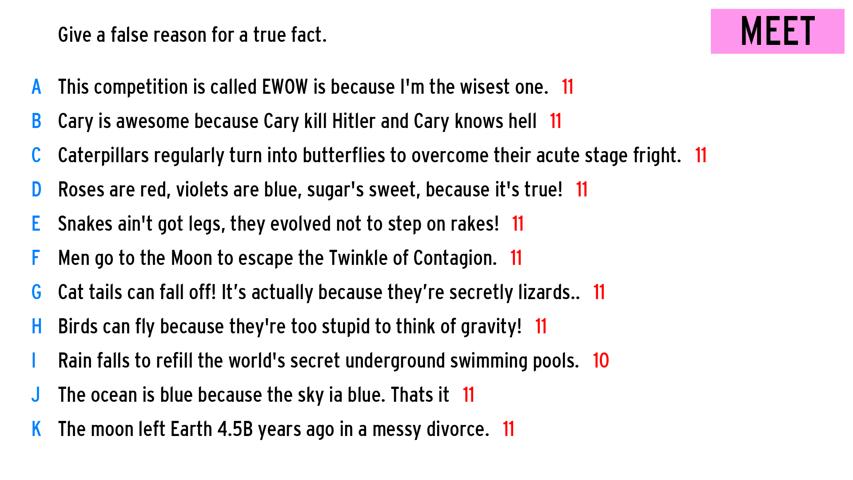 Give a false reason for a true fact.
MEET
A This competition is called EWOW is because I'm the wisest one. 11
B Cary is awesome because Cary kill Hitler and Cary knows hell 11
C Caterpillars regularly turn into butterflies to overcome their acute stage fright. 11
D Roses are red, violets are blue, sugar's sweet, because it's true! 11
E Snakes ain't got legs, they evolved not to step on rakes! 11
F Men go to the Moon to escape the Twinkle of Contagion. 11
G Cat tails can fall off! It’s actually because they’re secretly lizards.. 11
H Birds can fly because they're too stupid to think of gravity! 11
I Rain falls to refill the world's secret underground swimming pools. 10
J The ocean is blue because the sky ia blue. Thats it 11
K The moon left Earth 4.5B years ago in a messy divorce. 11